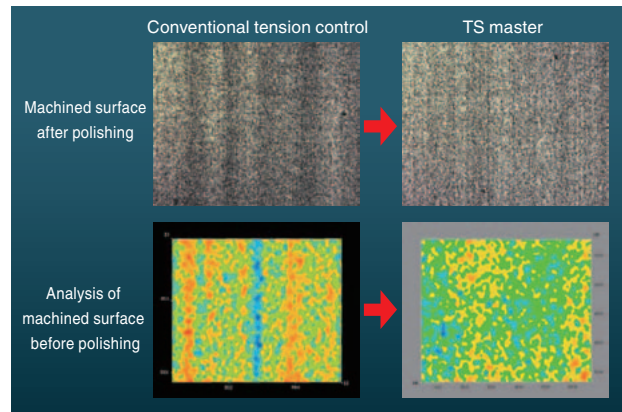 Conventional tension control
TS master
Machined surface
after polishing
Analysis of
machined surface
before polishing